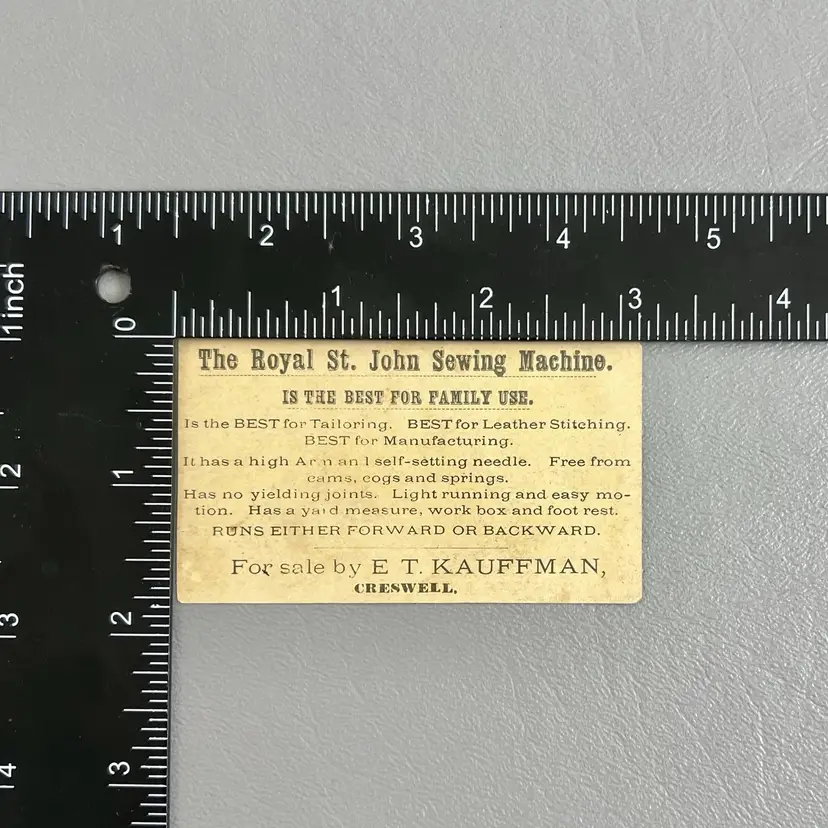 1 2 3 4 5
1inch
1 2 3 4
0
The Royal St. John Sewing Machine.
IS THE BEST FOR FAMILY USE.
Is the BEST for Tailoring. BEST for Leather Stitching.
BEST for Manufacturing.
It has a high Arm and self-setting needle. Free from
cams, cogs and springs.
Has no yielding joints. Light running and easy mo-
tion. Has a yard measure, work box and foot rest.
RUNS EITHER FORWARD OR BACKWARD.
For sale by E T. KAUFFMAN,
CRESWELL.
2
1
3
2
4
3